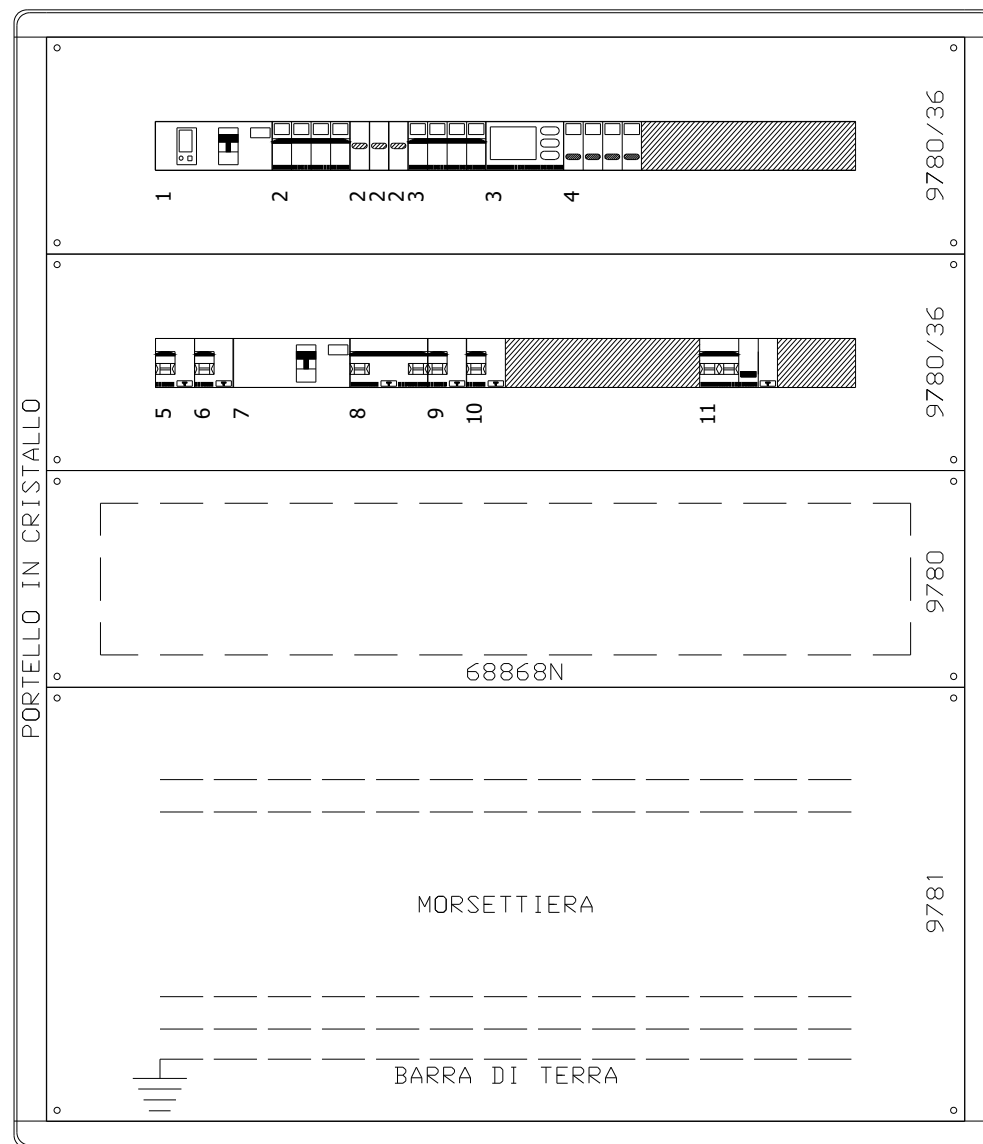 PORTELLO IN CRISTALLO
9780/36
1 2 2 2 2 3 3 4
9780/36
5 6 7 8 9 10 11
9780
68868N
MORSETTIERA
9781
BARRA DI TERRA